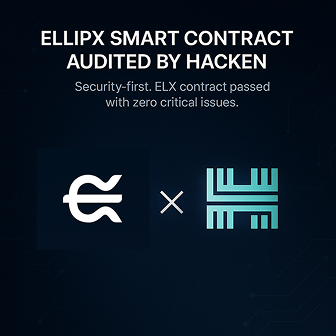 ELLIPX SMART CONTRACT
AUDITED BY HACKEN
Security-first. ELX contract passed
with zero critical issues.